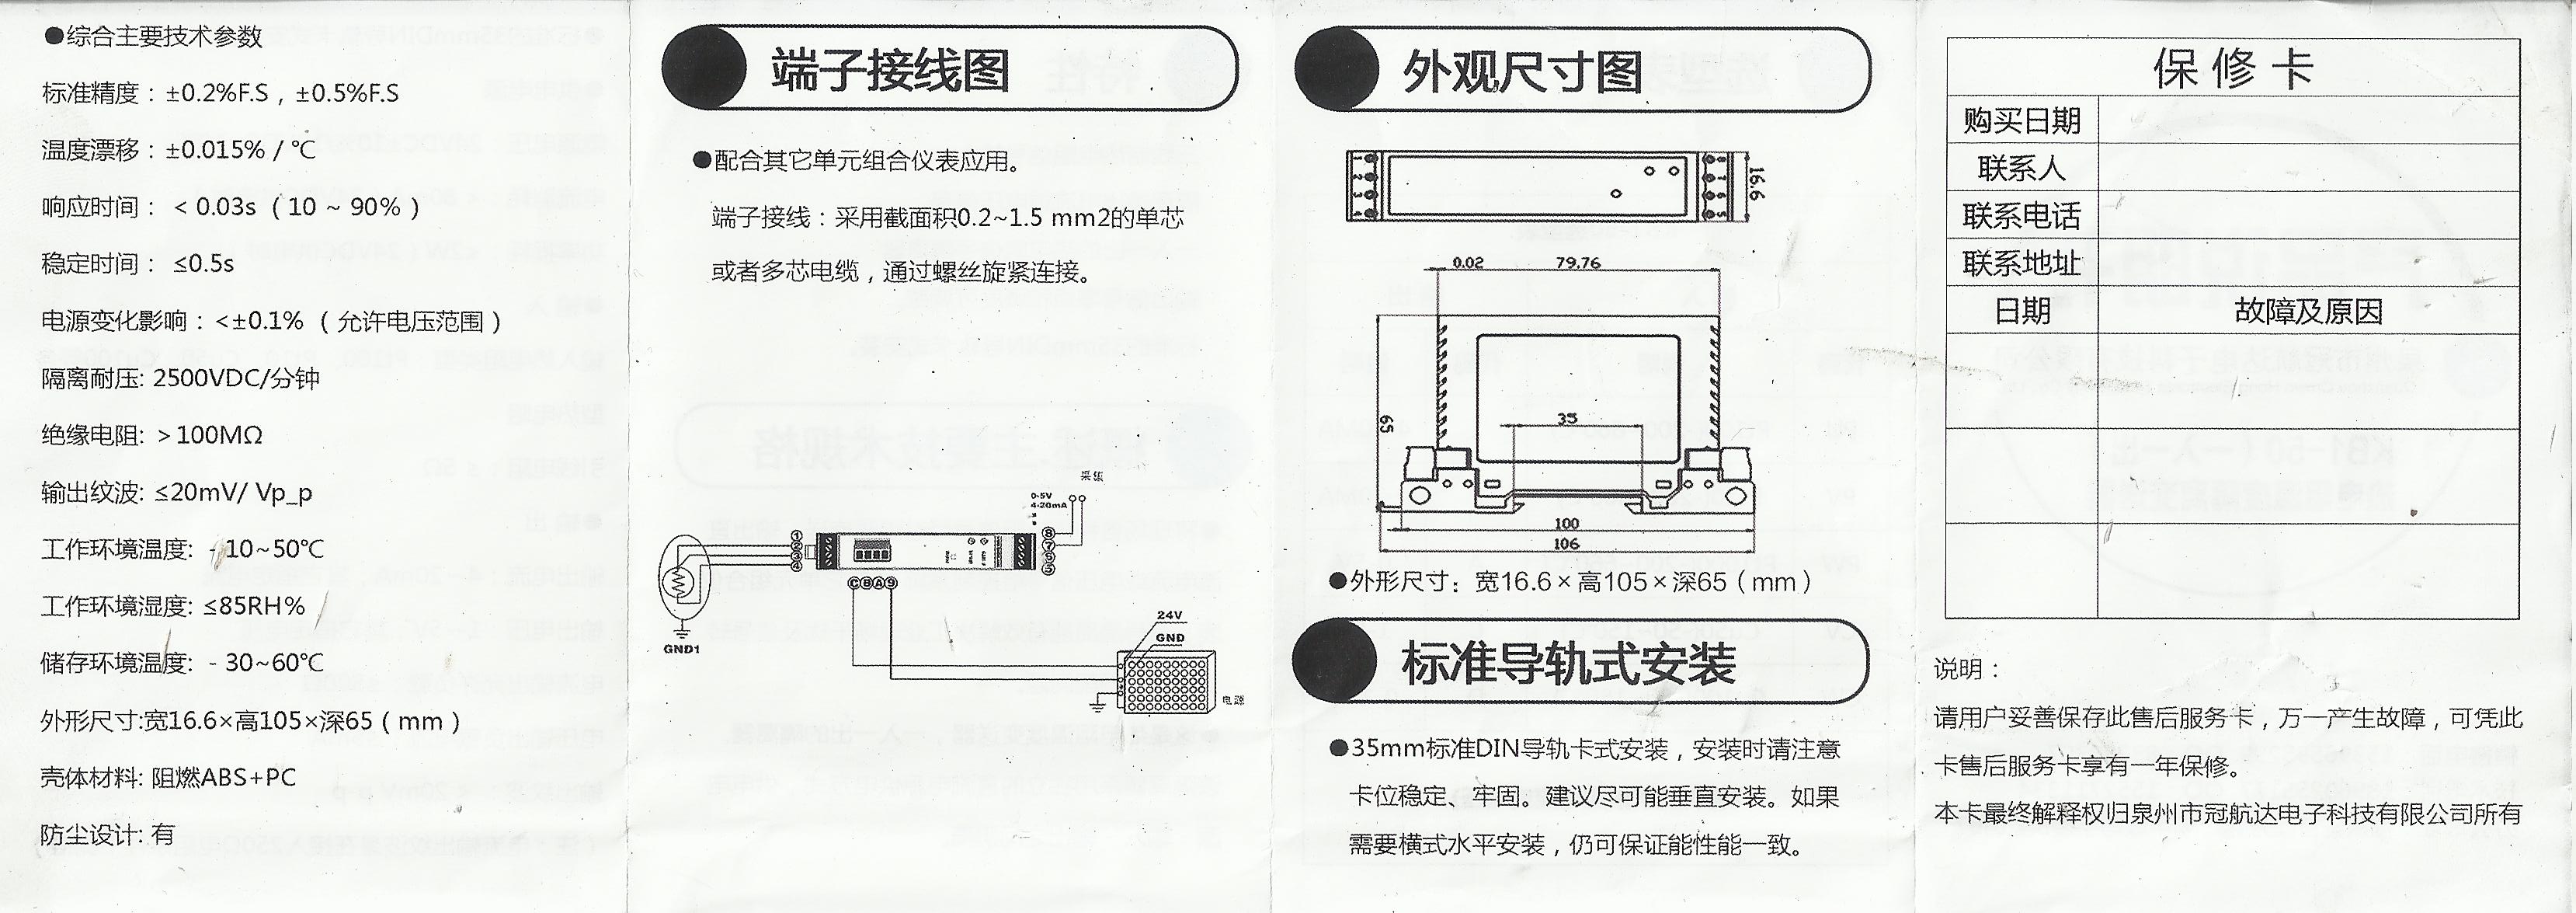 ●综合主要技术参数
标准精度：±0.2%F.S，±0.5%F.S
温度漂移：±0.015% / ℃
响应时间： < 0.03s （10 ~ 90%）
稳定时间： ≤0.5s
电源变化影响：<±0.1% （允许电压范围）
隔离耐压: 2500VDC/分钟
绝缘电阻: >100MΩ
输出纹波: ≤20mV/ Vp_p
工作环境温度: - 10~50℃
工作环境湿度: ≤85RH%
储存环境温度: - 30~60℃
外形尺寸:宽16.6×高105×深65（mm）
壳体材料: 阻燃ABS+PC
防尘设计: 有
端子接线图
●配合其它单元组合仪表应用。
端子接线：采用截面积0.2~1.5 mm2的单芯
或者多芯电缆，通过螺丝旋紧连接。
采集
0-5V
4-20mA
①
②
③
④
⑧
⑦
⑥
⑤
ⒸⒷⒶ⑨
GND1
24V
GND
电源
外观尺寸图
16.6
0.02 79.76
65
35
100
106
●外形尺寸：宽16.6×高105×深65（mm）
标准导轨式安装
●35mm标准DIN导轨卡式安装，安装时请注意
卡位稳定、牢固。建议尽可能垂直安装。如果
需要横式水平安装，仍可保证能性能一致。
保修卡
购买日期
联系人
联系电话
联系地址
日期 故障及原因
说明：
请用户妥善保存此售后服务卡，万一产生故障，可凭此
卡售后服务卡享有一年保修。
本卡最终解释权归泉州市冠航达电子科技有限公司所有